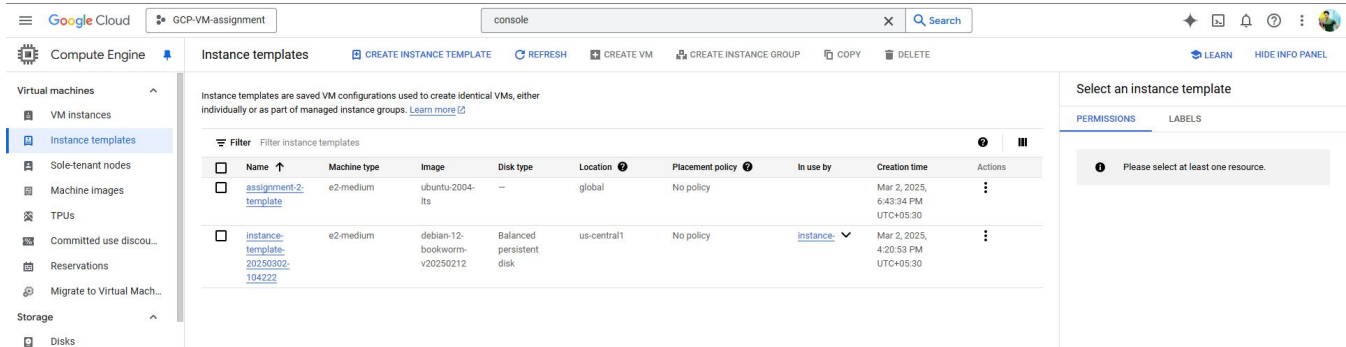 Google Cloud
GCP-VM-assignment
console
Search
Compute Engine
Instance templates
CREATE INSTANCE TEMPLATE
REFRESH
CREATE VM
CREATE INSTANCE GROUP
COPY
DELETE
LEARN
HIDE INFO PANEL
Virtual machines
VM instances
Instance templates
Sole-tenant nodes
Machine images
TPUs
Committed use discou...
Reservations
Migrate to Virtual Mach...
Storage
Disks
Instance templates are saved VM configurations used to create identical VMs, either
individually or as part of managed instance groups. Learn more
Filter Filter instance templates
Name Machine type Image Disk type Location Placement policy In use by Creation time Actions
assignment-2- e2-medium ubuntu-2004- — global No policy Mar 2, 2025,
template lts 6:43:34 PM
UTC+05:30
instance- e2-medium debian-12- Balanced us-central1 No policy instance- Mar 2, 2025,
template- bookworm- persistent 4:20:53 PM
20250302- v20250212 disk UTC+05:30
104222
Select an instance template
PERMISSIONS LABELS
Please select at least one resource.